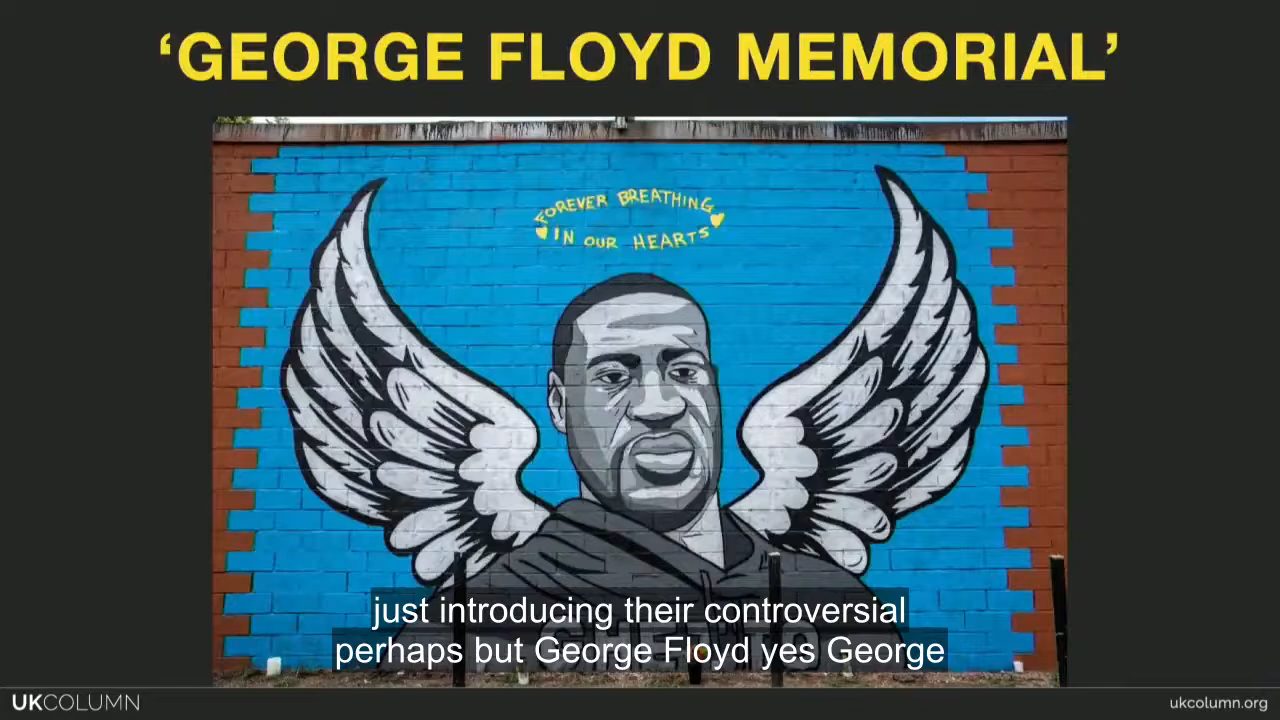 ‘GEORGE FLOYD MEMORIAL’
FOREVER BREATHING
IN OUR HEARTS
GHETTO
just introducing their controversial
perhaps but George Floyd yes George
UKCOLUMN
ukcolumn.org